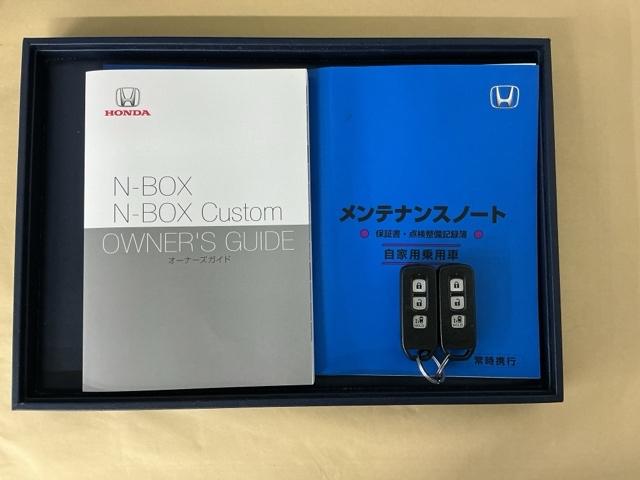 HONDA
N-BOX
N-BOX Custom
OWNER'S GUIDE
オーナーズガイド
メンテナンスノート
保証書・点検整備記録簿
自家用乗用車
常時携行
HOLD
HOLD